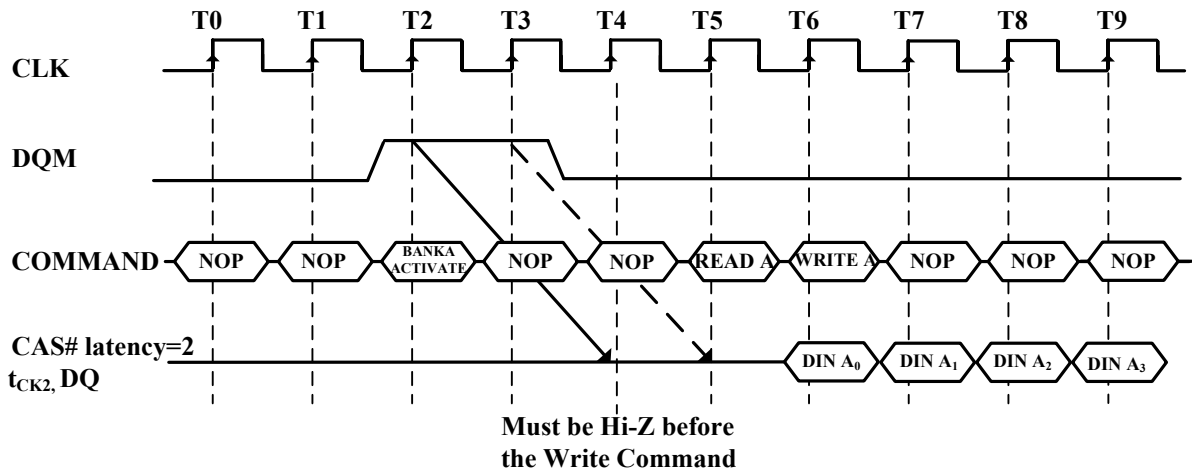 T0 T1 T2 T3 T4 T5 T6 T7 T8 T9
CLK
DQM
COMMAND NOP NOP BANKA ACTIVATE NOP NOP READ A WRITE A NOP NOP NOP
CAS# latency=2
tCK2, DQ DIN A0 DIN A1 DIN A2 DIN A3
Must be Hi-Z before
the Write Command